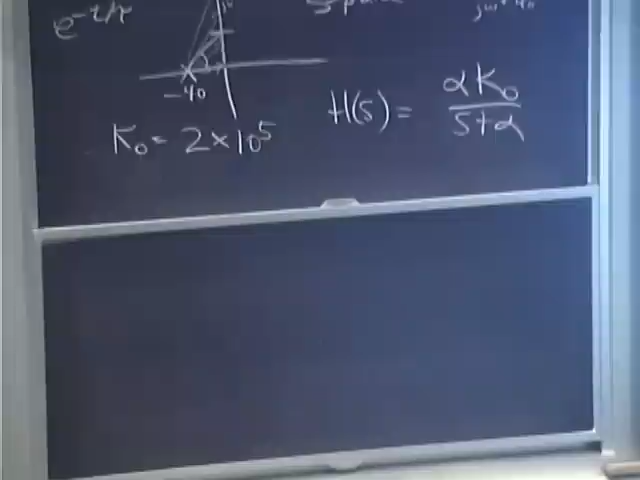 e^{-t/τ}
-40
K₀ = 2×10⁵
H(s) = αK₀ / (s+α)